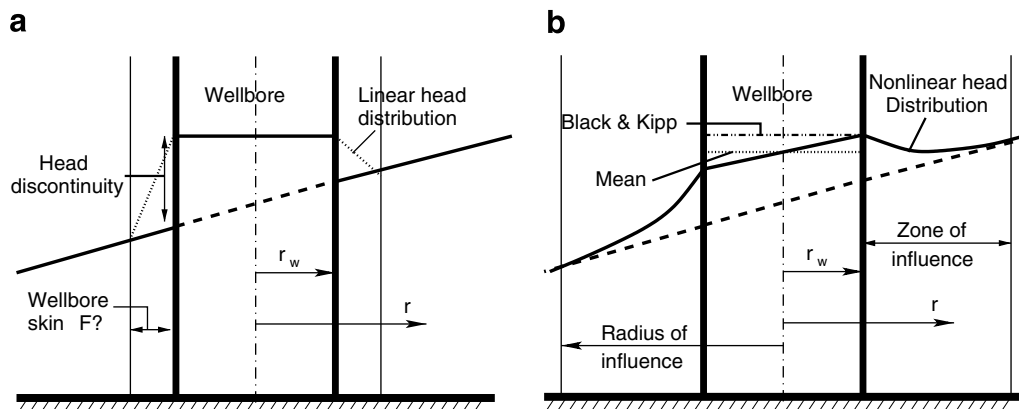 a
Wellbore
Linear head
distribution
Head
discontinuity
r w
r
Wellbore
skin F?
b
Wellbore
Nonlinear head
Distribution
Black & Kipp
Mean
Zone of
influence
r w
r
Radius of
influence